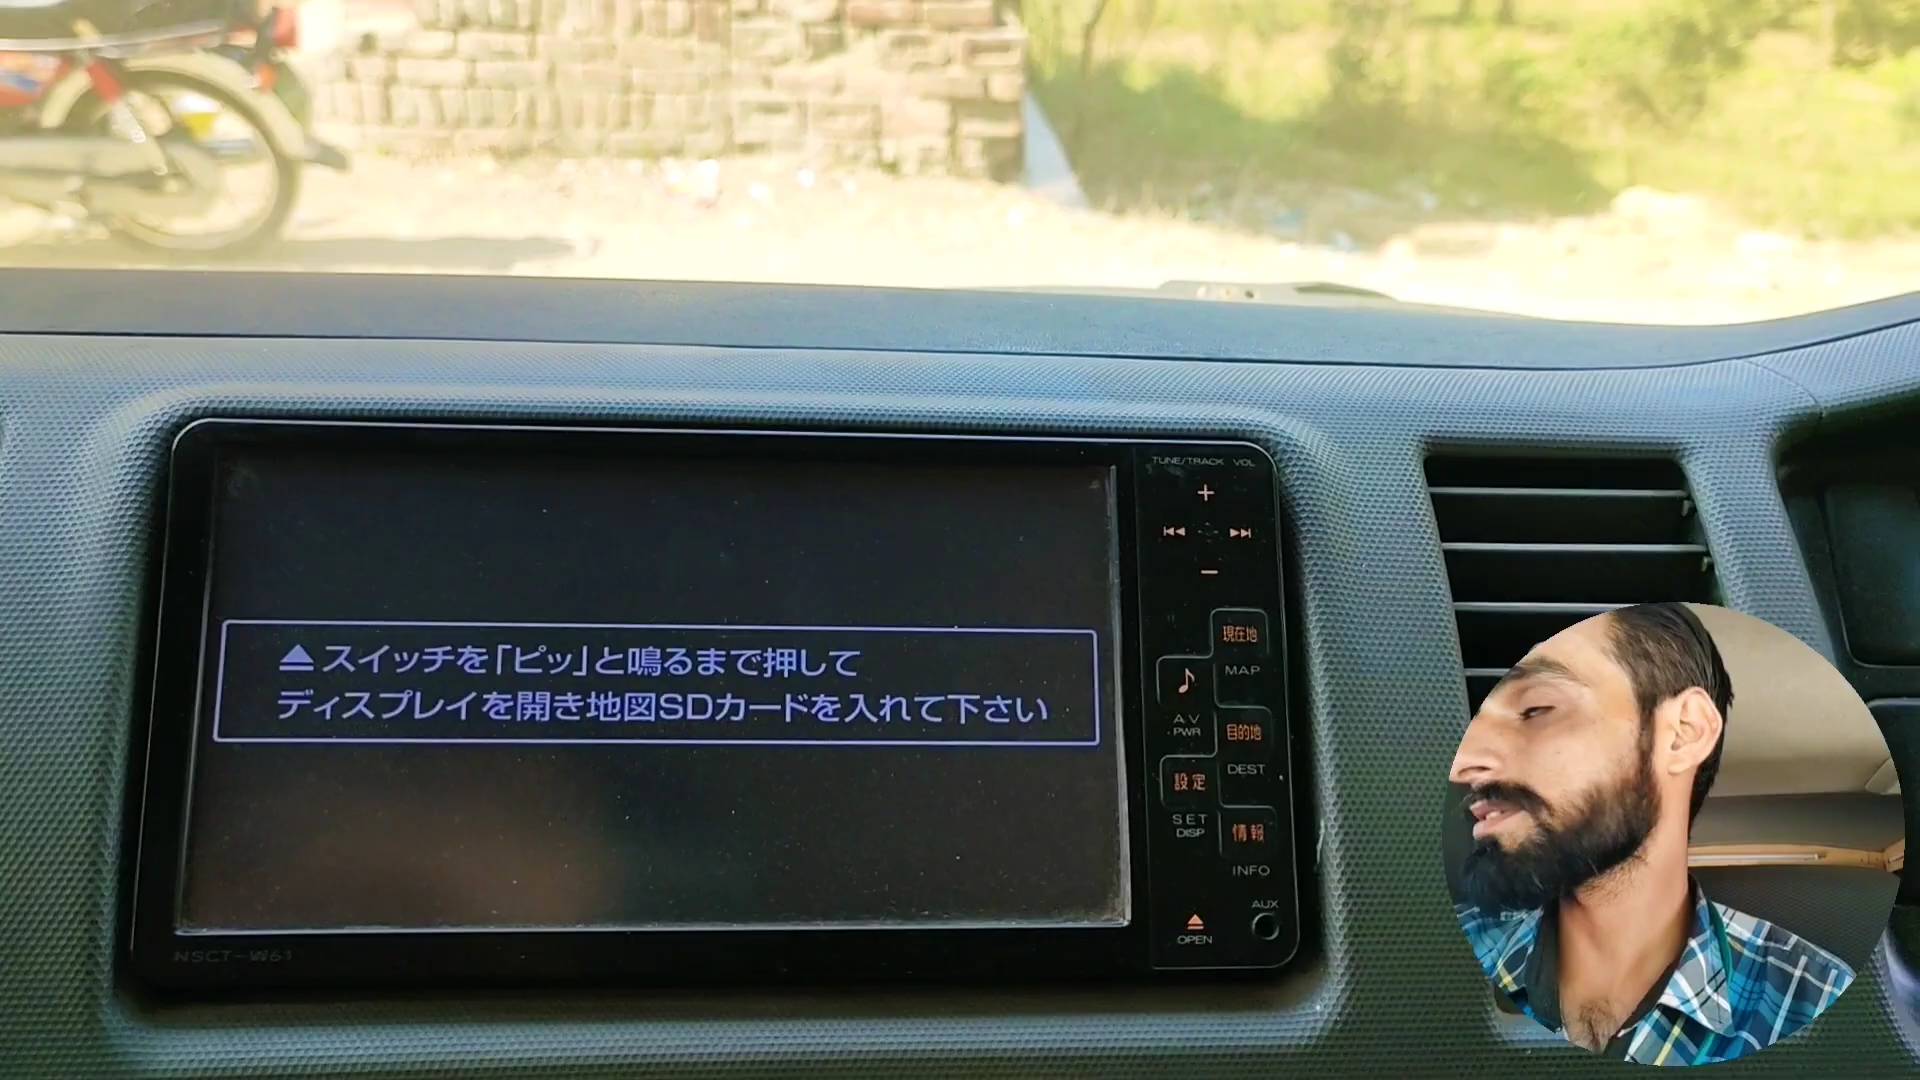 ▲スイッチを「ピッ」と鳴るまで押して
ディスプレイを開き地図SDカードを入れて下さい
TUNE/TRACK VOL
+
−
現在地
MAP
A.V
PWR
目的地
DEST
設定
SET
DISP
情報
INFO
AUX
OPEN
NSCT-W61